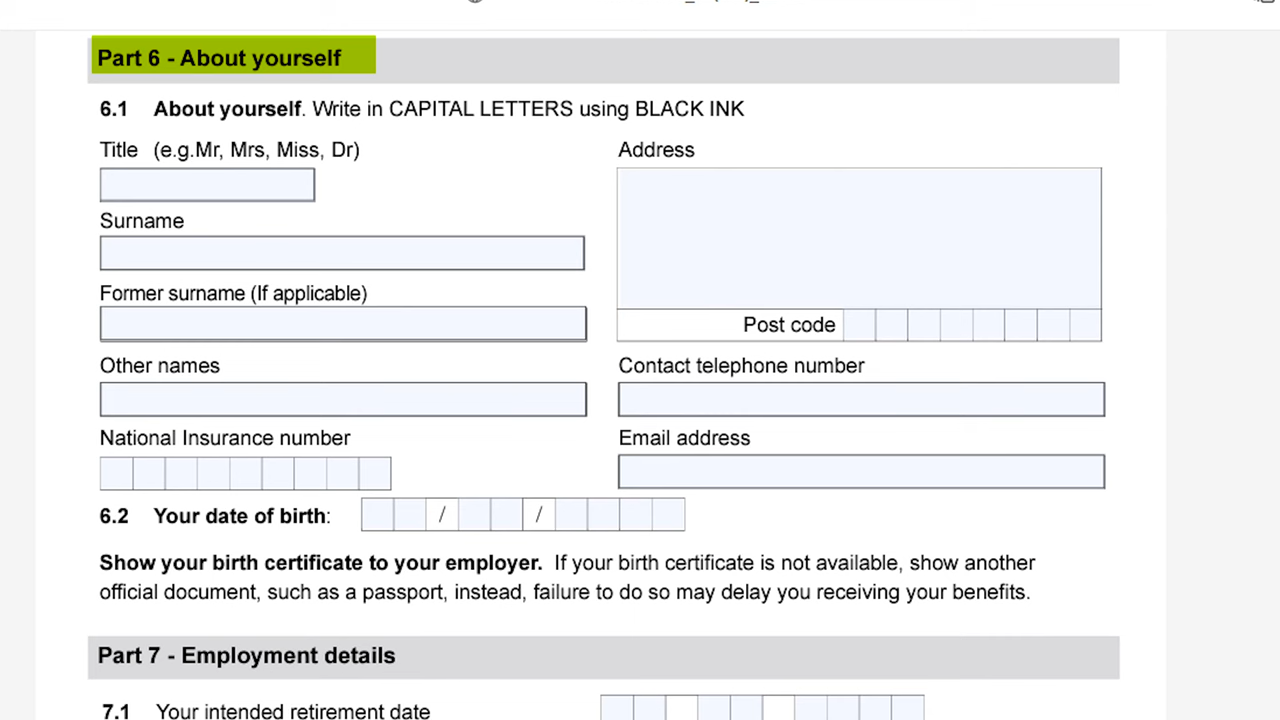 Part 6 - About yourself
6.1 About yourself. Write in CAPITAL LETTERS using BLACK INK
Title (e.g.Mr, Mrs, Miss, Dr)
Surname
Former surname (If applicable)
Other names
National Insurance number
Address
Post code
Contact telephone number
Email address
6.2 Your date of birth: / /
Show your birth certificate to your employer. If your birth certificate is not available, show another
official document, such as a passport, instead, failure to do so may delay you receiving your benefits.
Part 7 - Employment details
7.1 Your intended retirement date